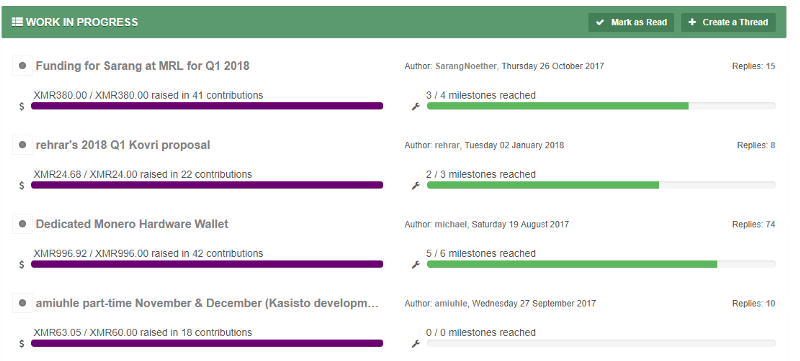 WORK IN PROGRESS Mark as Read Create a Thread
Funding for Sarang at MRL for Q1 2018 Author: SarangNoether, Thursday 26 October 2017 Replies: 15
XMR380.00 / XMR380.00 raised in 41 contributions 3 / 4 milestones reached
$
rehrar's 2018 Q1 Kovri proposal Author: rehrar, Tuesday 02 January 2018 Replies: 8
XMR24.68 / XMR24.00 raised in 22 contributions 2 / 3 milestones reached
$
Dedicated Monero Hardware Wallet Author: michael, Saturday 19 August 2017 Replies: 74
XMR996.92 / XMR996.00 raised in 42 contributions 5 / 6 milestones reached
$
amiuhle part-time November & December (Kasisto developm… Author: amiuhle, Wednesday 27 September 2017 Replies: 10
XMR63.05 / XMR60.00 raised in 18 contributions 0 / 0 milestones reached
$